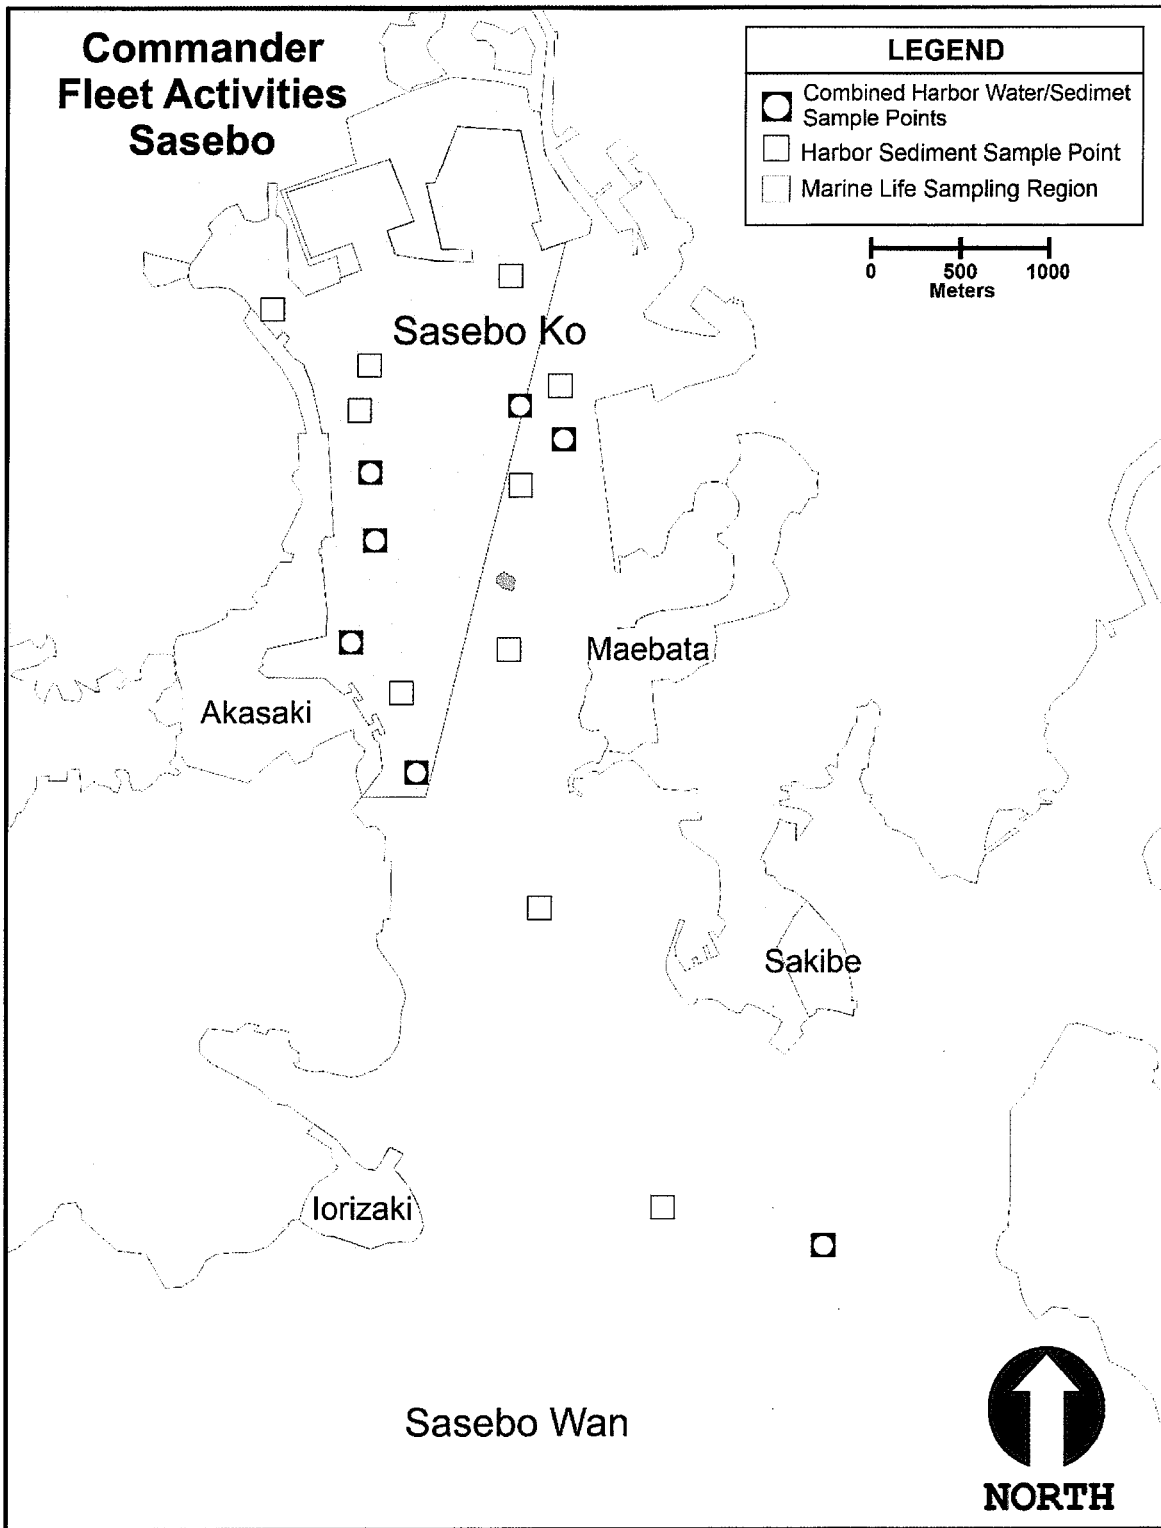 Commander
Fleet Activities
Sasebo
LEGEND
Combined Harbor Water/Sedimet
Sample Points
Harbor Sediment Sample Point
Marine Life Sampling Region
0 500 1000
Meters
Sasebo Ko
Maebata
Akasaki
Sakibe
Iorizaki
Sasebo Wan
NORTH